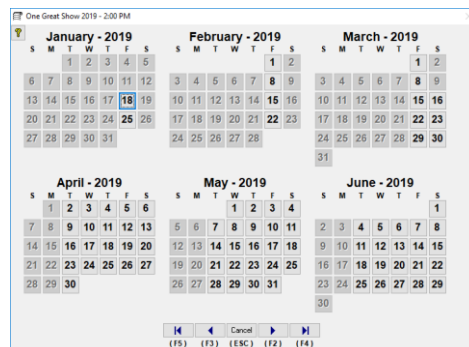 One Great Show 2019 - 2:00 PM
?
January - 2019
S M T W T F S
1 2 3 4 5
6 7 8 9 10 11 12
13 14 15 16 17 18 19
20 21 22 23 24 25 26
27 28 29 30 31
February - 2019
S M T W T F S
1 2
3 4 5 6 7 8 9
10 11 12 13 14 15 16
17 18 19 20 21 22 23
24 25 26 27 28
March - 2019
S M T W T F S
1 2
3 4 5 6 7 8 9
10 11 12 13 14 15 16
17 18 19 20 21 22 23
24 25 26 27 28 29 30
31
April - 2019
S M T W T F S
1 2 3 4 5 6
7 8 9 10 11 12 13
14 15 16 17 18 19 20
21 22 23 24 25 26 27
28 29 30
May - 2019
S M T W T F S
1 2 3 4
5 6 7 8 9 10 11
12 13 14 15 16 17 18
19 20 21 22 23 24 25
26 27 28 29 30 31
June - 2019
S M T W T F S
1
2 3 4 5 6 7 8
9 10 11 12 13 14 15
16 17 18 19 20 21 22
23 24 25 26 27 28 29
30
Cancel
(F5) (F3) (ESC) (F2) (F4)